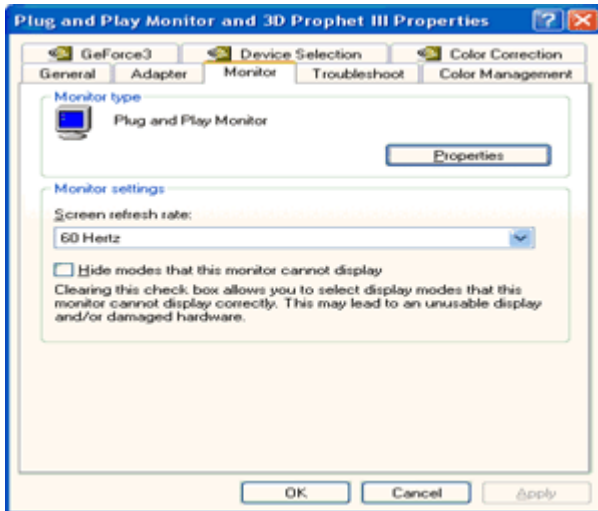 Plug and Play Monitor and 3D Prophet III Properties
GeForce3 Device Selection Color Correction
General Adapter Monitor Troubleshoot Color Management
Monitor type
Plug and Play Monitor
Properties
Monitor settings
Screen refresh rate:
60 Hertz
Hide modes that this monitor cannot display
Clearing this check box allows you to select display modes that this
monitor cannot display correctly. This may lead to an unusable display
and/or damaged hardware.
OK Cancel Apply